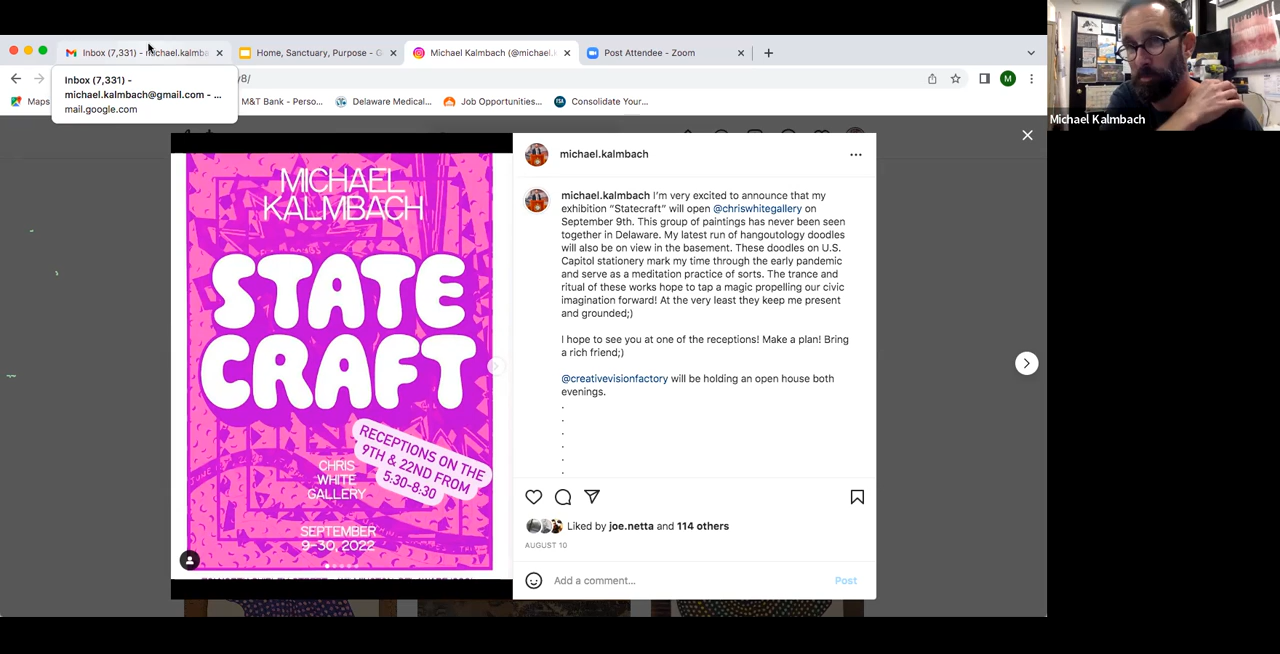 Inbox (7,331) - michael.kalmba
Home, Sanctuary, Purpose - G
Michael Kalmbach (@michael.k
Post Attendee - Zoom
Inbox (7,331) -
michael.kalmbach@gmail.com - ...
mail.google.com
v8/
M
Maps
M&T Bank - Perso...
Delaware Medical...
Job Opportunities...
FSA
Consolidate Your...
Michael Kalmbach
MICHAEL
KALMBACH
STATE
CRAFT
RECEPTIONS ON THE
9TH & 22ND FROM
5:30-8:30
CHRIS
WHITE
GALLERY
SEPTEMBER
9-30, 2022
michael.kalmbach
michael.kalmbach I'm very excited to announce that my
exhibition “Statecraft” will open @chriswhitegallery on
September 9th. This group of paintings has never been seen
together in Delaware. My latest run of hangoutology doodles
will also be on view in the basement. These doodles on U.S.
Capitol stationery mark my time through the early pandemic
and serve as a meditation practice of sorts. The trance and
ritual of these works hope to tap a magic propelling our civic
imagination forward! At the very least they keep me present
and grounded;)
I hope to see you at one of the receptions! Make a plan! Bring
a rich friend;)
@creativevisionfactory will be holding an open house both
evenings.
.
.
.
.
.
.
Liked by joe.netta and 114 others
AUGUST 10
Add a comment...
Post